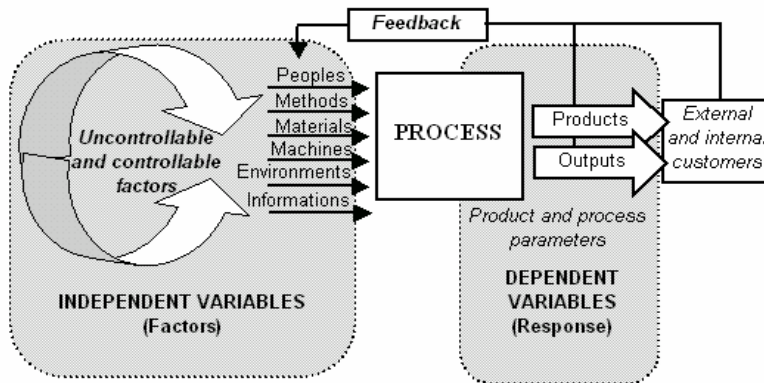 Feedback
Uncontrollable
and controllable
factors
Peoples
Methods
Materials
Machines
Environments
Informations
PROCESS
Products
Outputs
External
and internal
customers
Product and process
parameters
INDEPENDENT VARIABLES
(Factors)
DEPENDENT
VARIABLES
(Response)